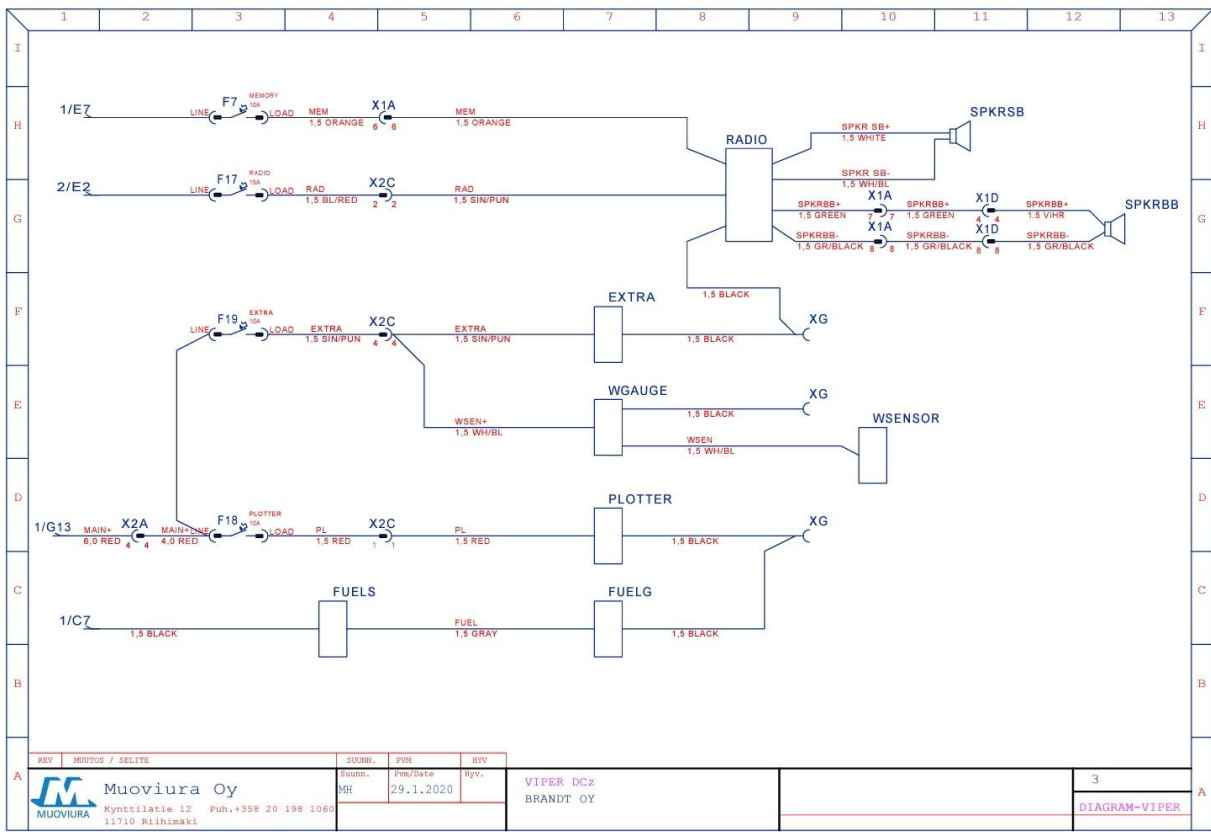 1 2 3 4 5 6 7 8 9 10 11 12 13
I I
MEMORY
1/E7 F7 10A X1A SPKRSB
LINE LOAD MEM MEM
1,5 ORANGE 6 6 1,5 ORANGE
H H
RADIO SPKR SB+
1,5 WHITE
2/E2 F17 RADIO X2C SPKR SB-
15A 1,5 WH/BL
LINE LOAD RAD RAD
1,5 BL/RED 2 2 1,5 SIN/PUN
G G
SPKRBB+ X1A SPKRBB+ X1D SPKRBB+ SPKRBB
1,5 GREEN 7 7 1,5 GREEN 4 4 1,5 VIHR
SPKRBB- X1A SPKRBB- X1D SPKRBB-
1,5 GR/BLACK 8 8 1,5 GR/BLACK 8 8 1,5 GR/BLACK
1,5 BLACK
F F
EXTRA
F19 EXTRA X2C XG
10A
LINE LOAD EXTRA EXTRA
1,5 SIN/PUN 4 4 1,5 SIN/PUN 1,5 BLACK
WGAUGE XG
E E
1,5 BLACK WSENSOR
WSEN+ WSEN
1,5 WH/BL 1,5 WH/BL
D D
PLOTTER
1/G13 X2A F18 PLOTTER X2C XG
10A
MAIN+ MAIN+ LINE LOAD PL PL
6,0 RED 4 4 4,0 RED 1,5 RED 1 1 1,5 RED 1,5 BLACK
C C
FUELS FUELG
1/C7 FUEL
1,5 BLACK 1,5 GRAY 1,5 BLACK
B B
A A
REV MUUTOS / SELITE SUUNN. PVM HYV
Suunn. Pvm/Date Hyv.
MH 29.1.2020
MUOVIURA
Muoviura Oy
Kynttilatie 12 Puh.+358 20 198 1060
11710 Riihimaki
VIPER DCz
BRANDT OY
3
DIAGRAM-VIPER